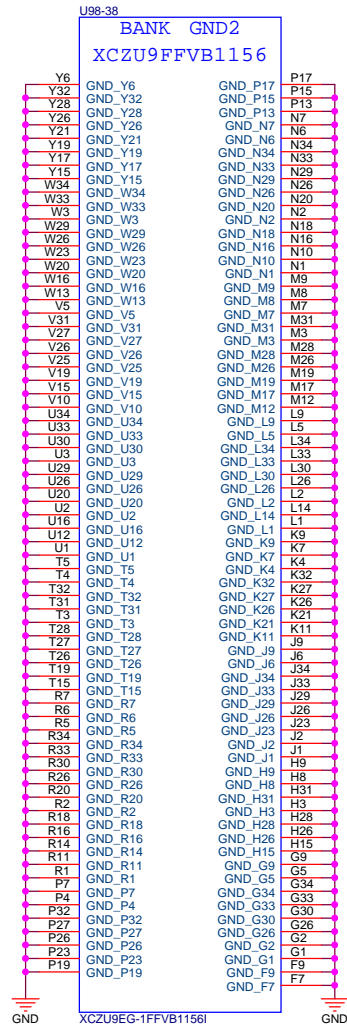 U98-38
BANK GND2
XCZU9FFVB1156
Y6 GND_Y6 GND_P17 P17
Y32 GND_Y32 GND_P15 P15
Y28 GND_Y28 GND_P13 P13
Y26 GND_Y26 GND_N7 N7
Y21 GND_Y21 GND_N6 N6
Y19 GND_Y19 GND_N34 N34
Y17 GND_Y17 GND_N33 N33
Y15 GND_Y15 GND_N29 N29
W34 GND_W34 GND_N26 N26
W33 GND_W33 GND_N20 N20
W3 GND_W3 GND_N2 N2
W29 GND_W29 GND_N18 N18
W26 GND_W26 GND_N16 N16
W23 GND_W23 GND_N10 N10
W20 GND_W20 GND_N1 N1
W16 GND_W16 GND_M9 M9
W13 GND_W13 GND_M8 M8
V5 GND_V5 GND_M7 M7
V31 GND_V31 GND_M31 M31
V27 GND_V27 GND_M3 M3
V26 GND_V26 GND_M28 M28
V25 GND_V25 GND_M26 M26
V19 GND_V19 GND_M19 M19
V15 GND_V15 GND_M17 M17
V10 GND_V10 GND_M12 M12
U34 GND_U34 GND_L9 L9
U33 GND_U33 GND_L5 L5
U30 GND_U30 GND_L34 L34
U3 GND_U3 GND_L33 L33
U29 GND_U29 GND_L30 L30
U26 GND_U26 GND_L26 L26
U20 GND_U20 GND_L2 L2
U2 GND_U2 GND_L14 L14
U16 GND_U16 GND_L1 L1
U12 GND_U12 GND_K9 K9
U1 GND_U1 GND_K7 K7
T5 GND_T5 GND_K4 K4
T4 GND_T4 GND_K32 K32
T32 GND_T32 GND_K27 K27
T31 GND_T31 GND_K26 K26
T3 GND_T3 GND_K21 K21
T28 GND_T28 GND_K11 K11
T27 GND_T27 GND_J9 J9
T26 GND_T26 GND_J6 J6
T19 GND_T19 GND_J34 J34
T15 GND_T15 GND_J33 J33
R7 GND_R7 GND_J29 J29
R6 GND_R6 GND_J26 J26
R5 GND_R5 GND_J23 J23
R34 GND_R34 GND_J2 J2
R33 GND_R33 GND_J1 J1
R30 GND_R30 GND_H9 H9
R26 GND_R26 GND_H8 H8
R20 GND_R20 GND_H31 H31
R2 GND_R2 GND_H3 H3
R18 GND_R18 GND_H28 H28
R16 GND_R16 GND_H26 H26
R14 GND_R14 GND_H15 H15
R11 GND_R11 GND_G9 G9
R1 GND_R1 GND_G5 G5
P7 GND_P7 GND_G34 G34
P4 GND_P4 GND_G33 G33
P32 GND_P32 GND_G30 G30
P27 GND_P27 GND_G26 G26
P26 GND_P26 GND_G2 G2
P23 GND_P23 GND_G1 G1
P19 GND_P19 GND_F9 F9
GND_F7 F7
GND XCZU9EG-1FFVB1156I GND